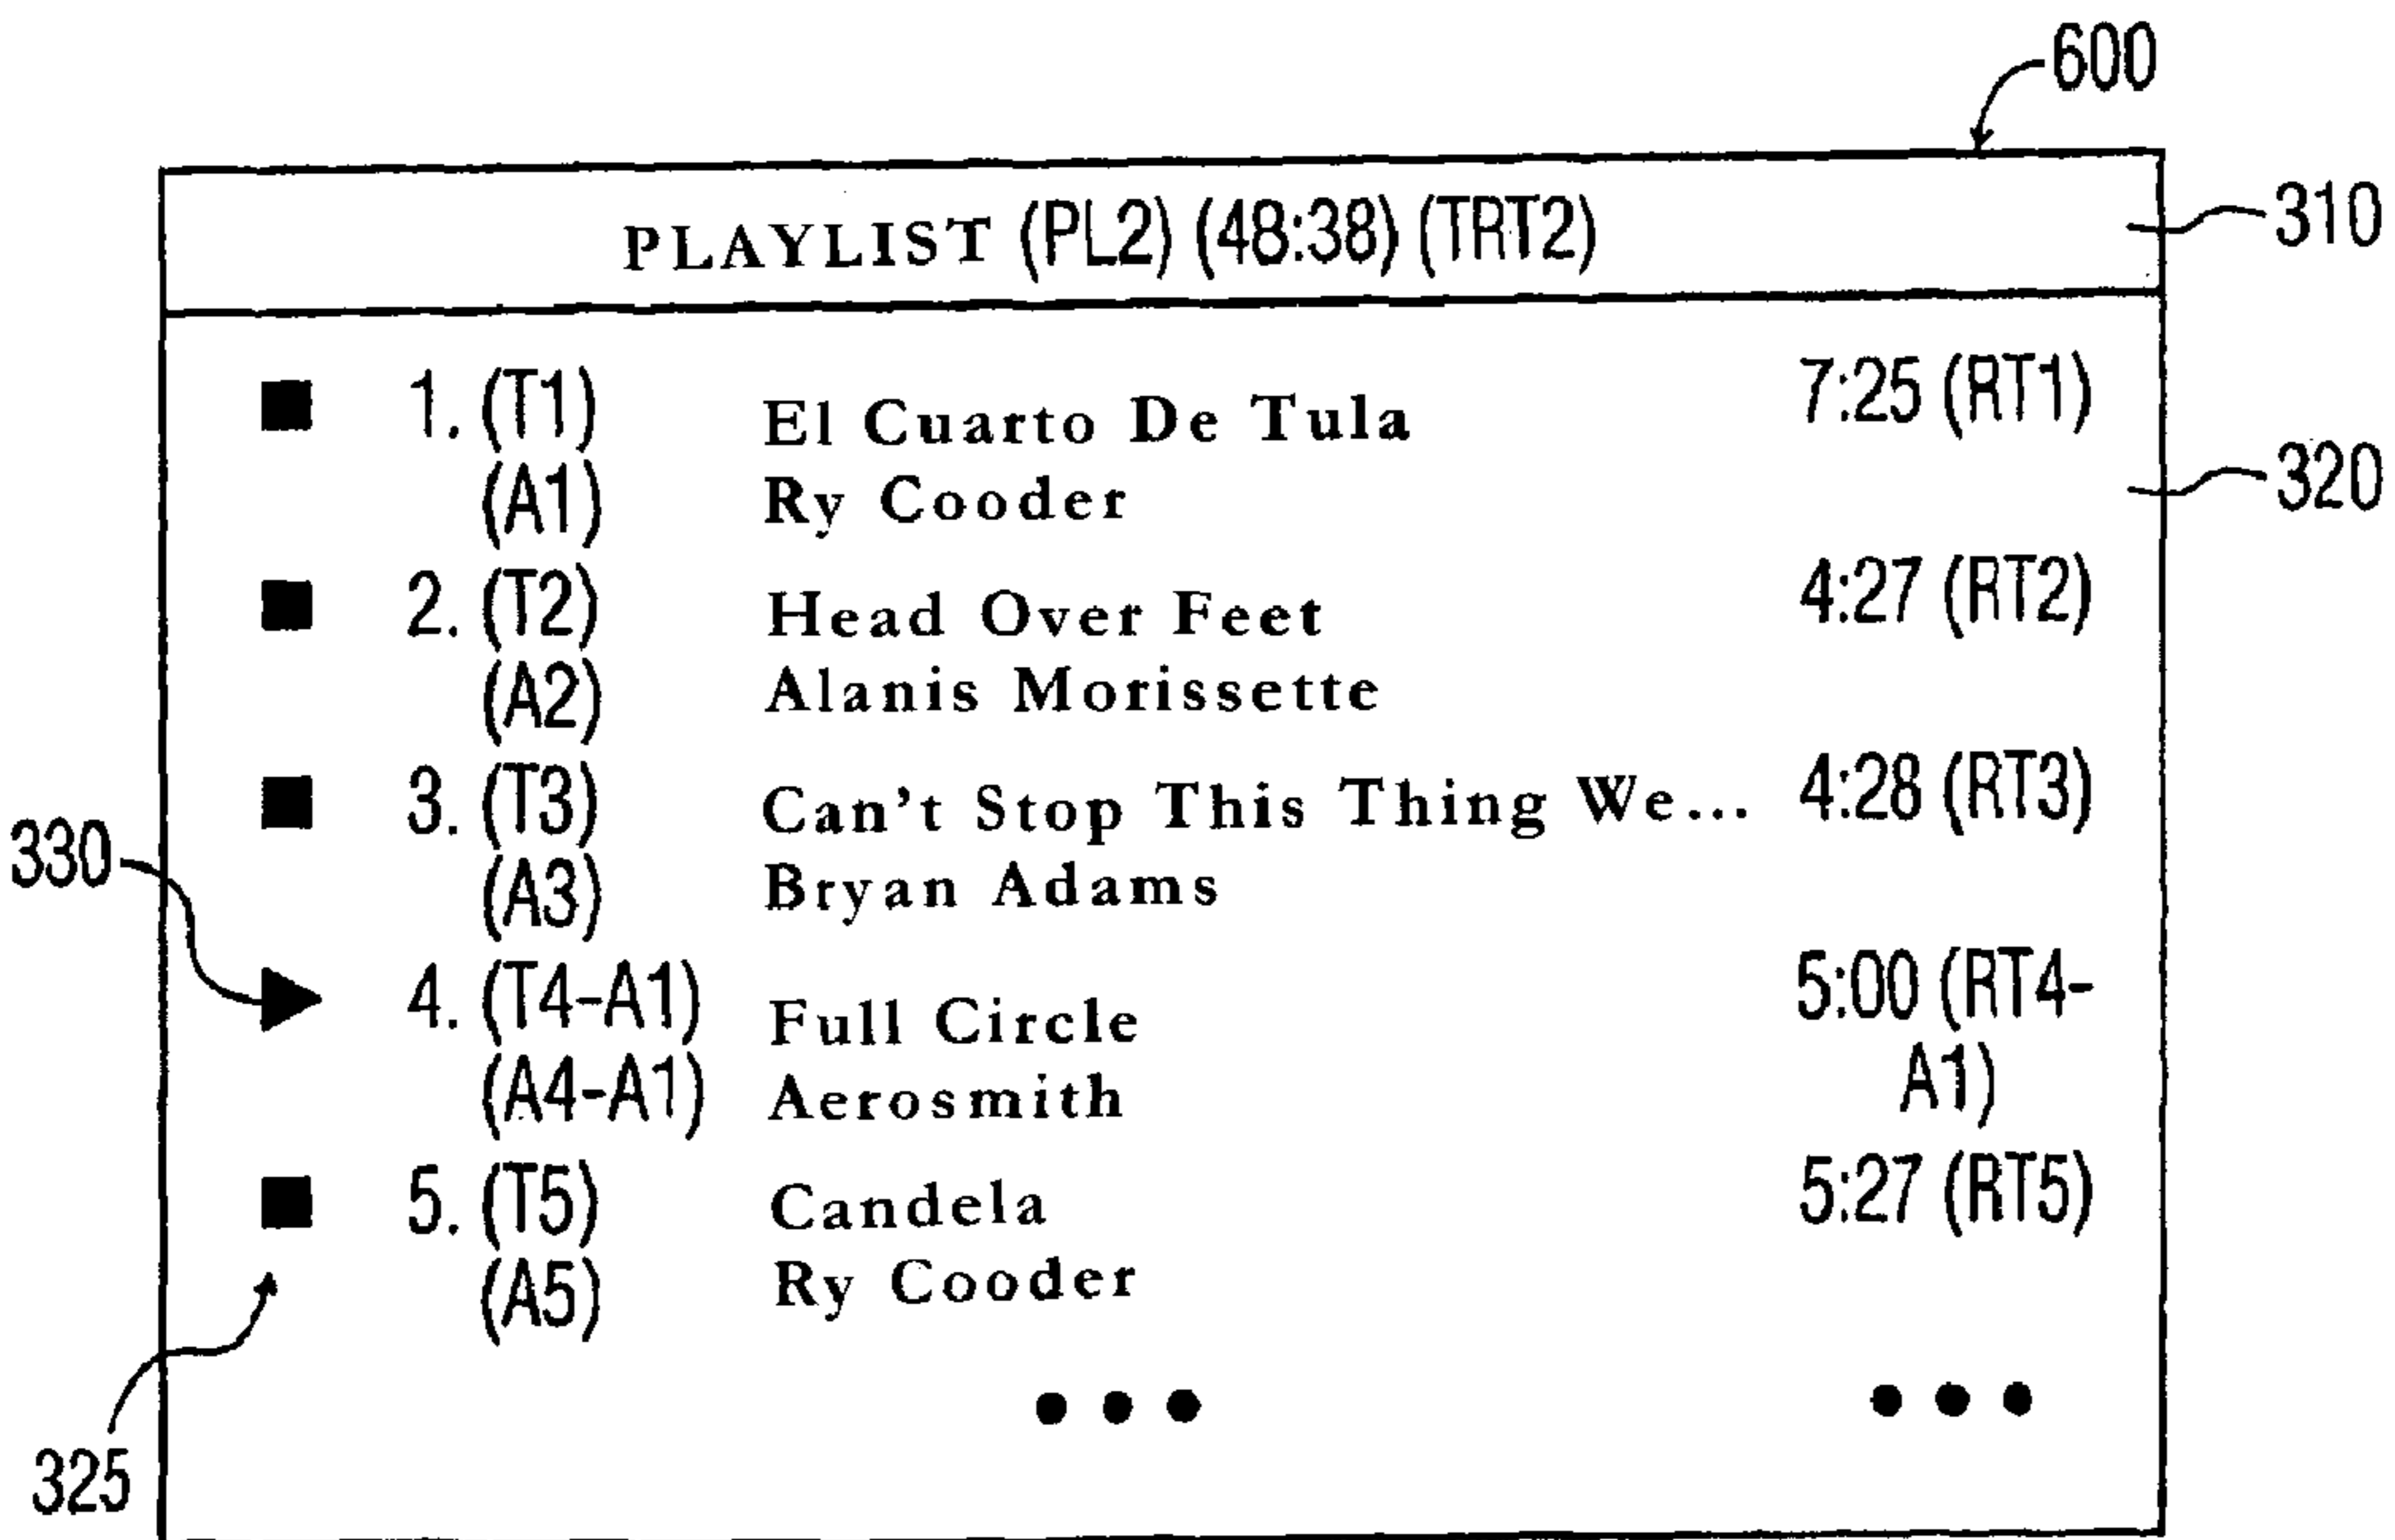 600
PLAYLIST (PL2) (48:38) (TRT2)
310
1. (T1) El Cuarto De Tula 7:25 (RT1)
(A1) Ry Cooder
320
2. (T2) Head Over Feet 4:27 (RT2)
(A2) Alanis Morissette
3. (T3) Can't Stop This Thing We... 4:28 (RT3)
330
(A3) Bryan Adams
4. (T4-A1) Full Circle 5:00 (RT4-
(A4-A1) Aerosmith A1)
5. (T5) Candela 5:27 (RT5)
(A5) Ry Cooder
••• •••
325